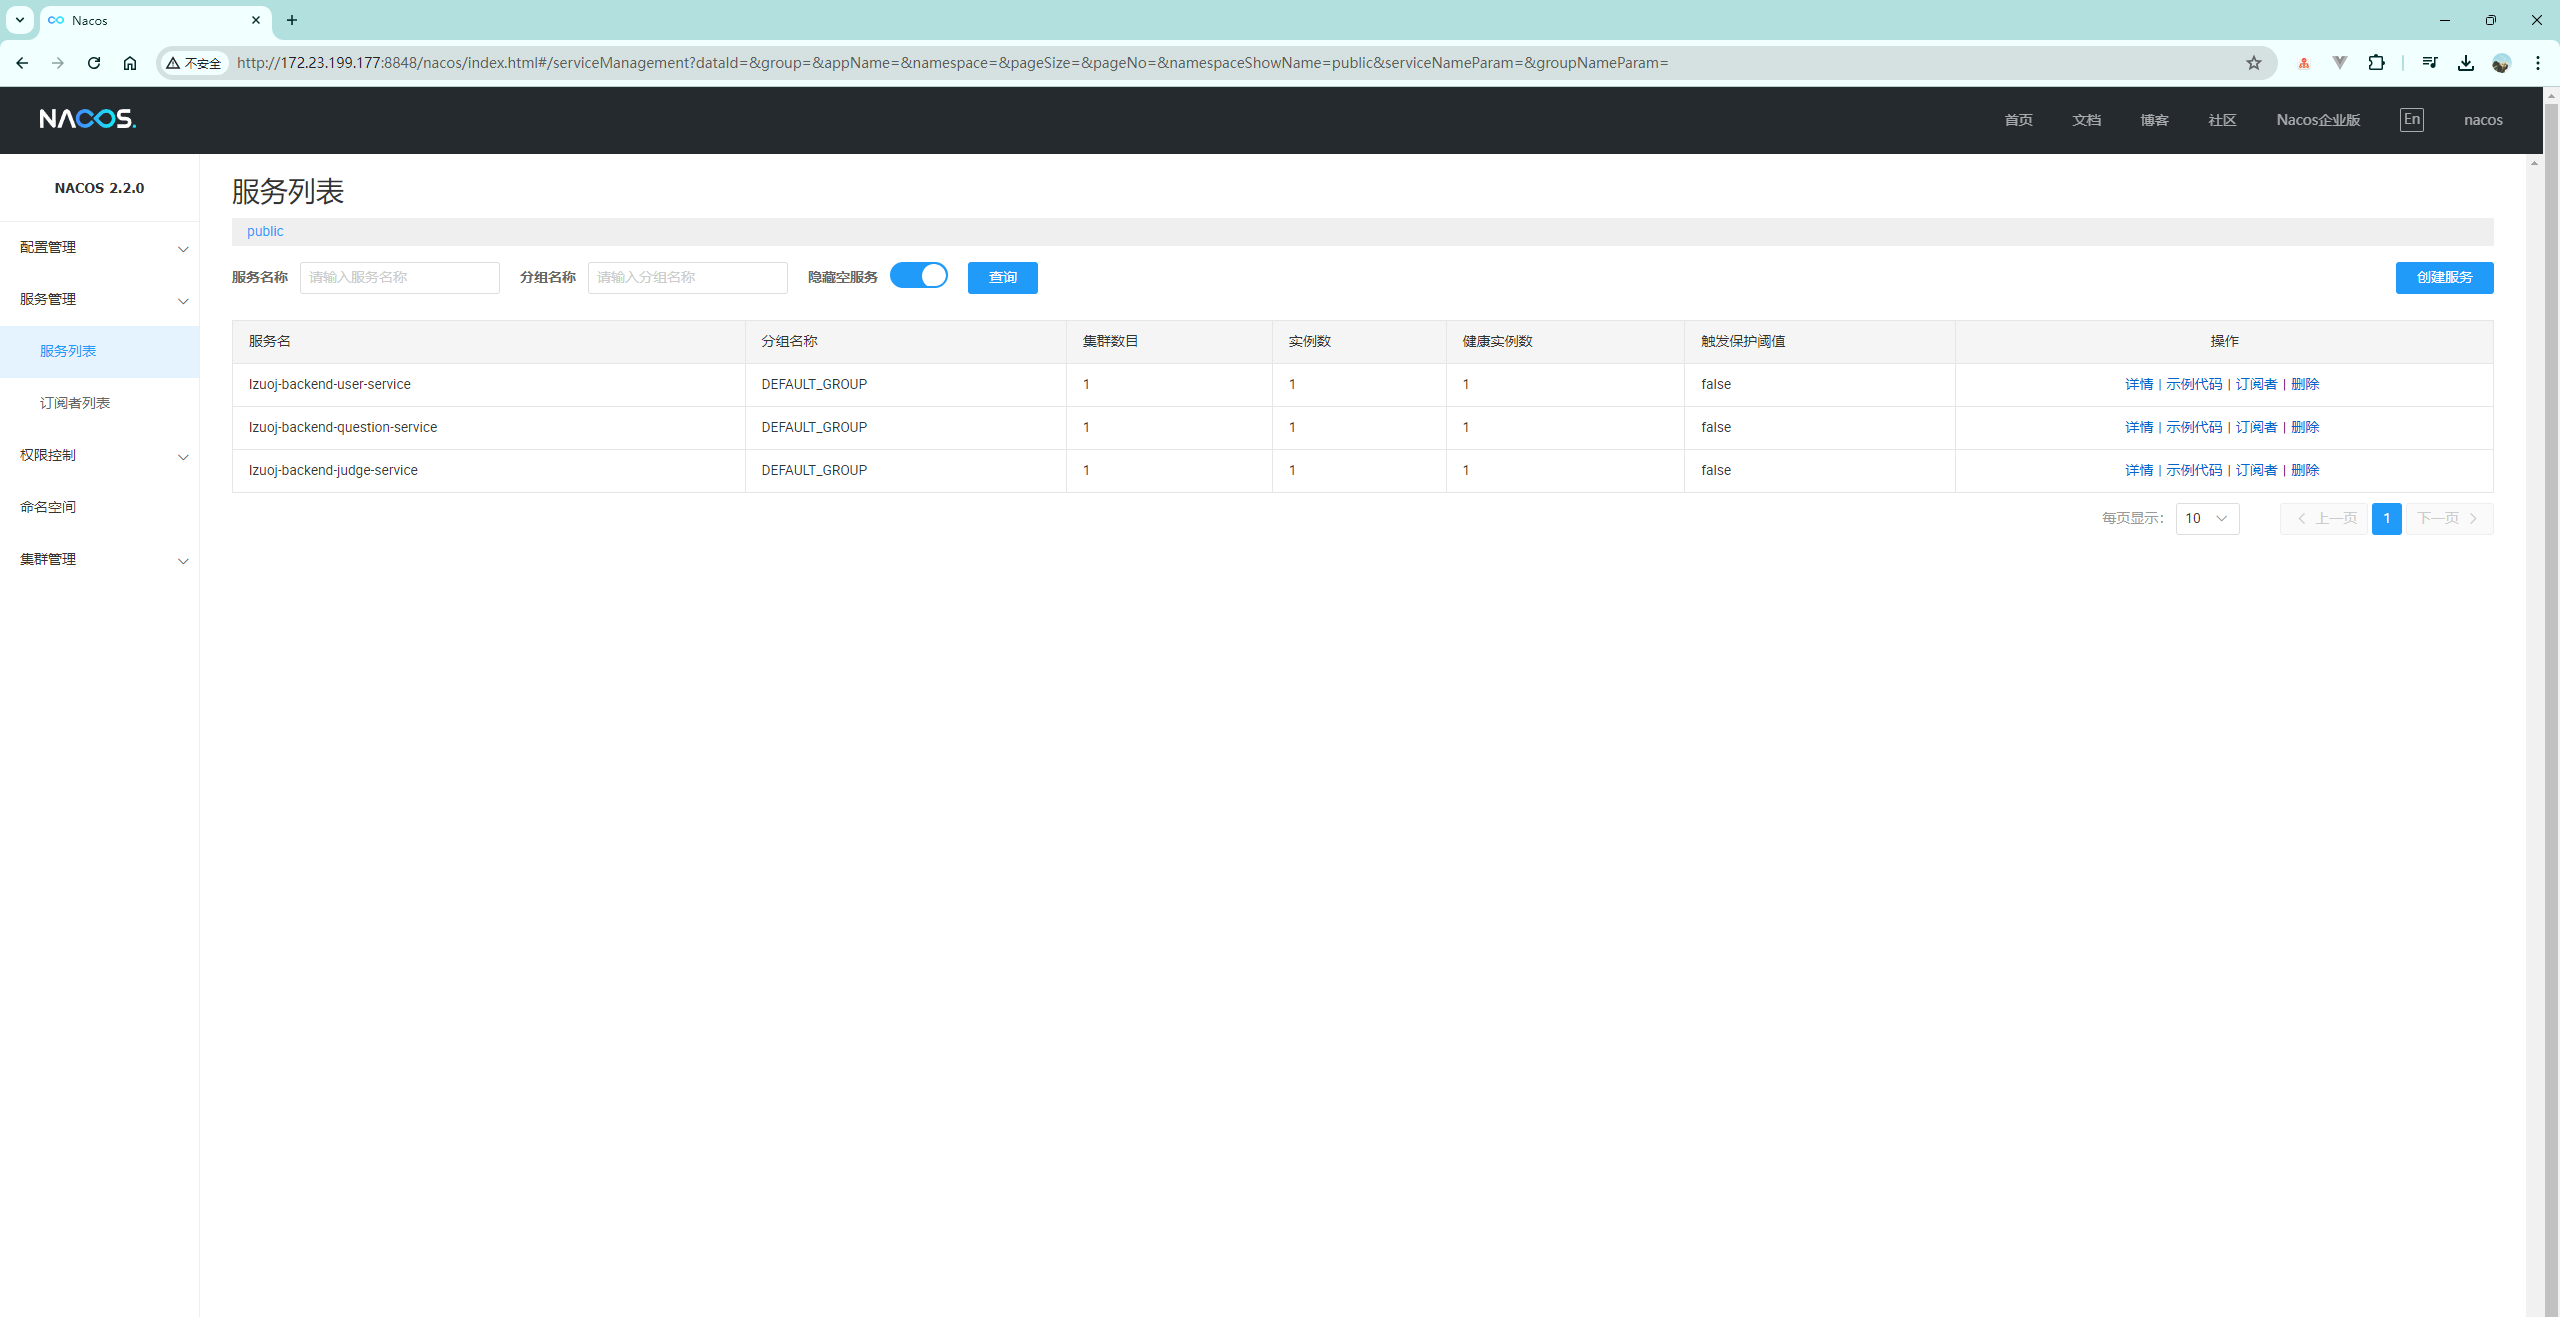 Nacos
不安全
http://172.23.199.177:8848/nacos/index.html#/serviceManagement?dataId=&group=&appName=&namespace=&pageSize=&pageNo=&namespaceShowName=public&serviceNameParam=&groupNameParam=
NACOS.
首页 文档 博客 社区 Nacos企业版 En nacos
NACOS 2.2.0
配置管理
服务管理
服务列表
订阅者列表
权限控制
命名空间
集群管理
服务列表
public
服务名称 请输入服务名称 分组名称 请输入分组名称 隐藏空服务 查询 创建服务
服务名 分组名称 集群数目 实例数 健康实例数 触发保护阈值 操作
lzuoj-backend-user-service DEFAULT_GROUP 1 1 1 false 详情 | 示例代码 | 订阅者 | 删除
lzuoj-backend-question-service DEFAULT_GROUP 1 1 1 false 详情 | 示例代码 | 订阅者 | 删除
lzuoj-backend-judge-service DEFAULT_GROUP 1 1 1 false 详情 | 示例代码 | 订阅者 | 删除
每页显示: 10 上一页 1 下一页